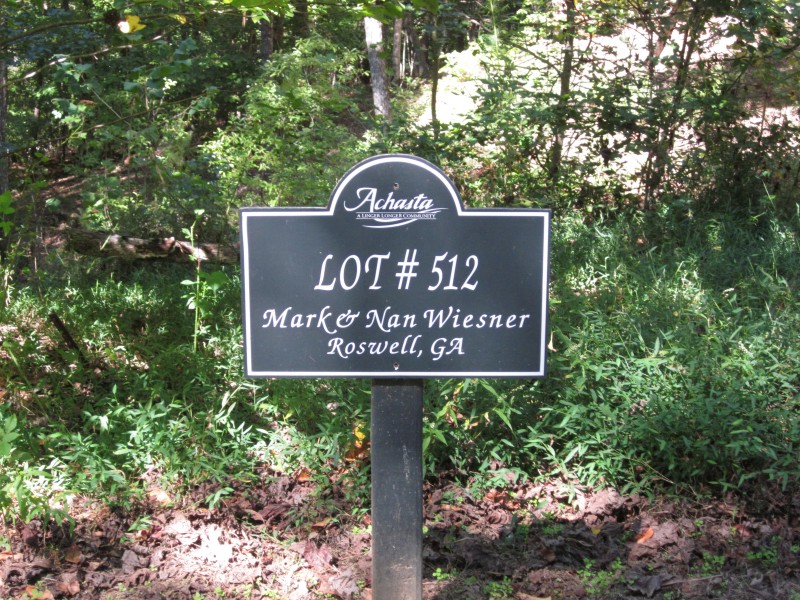 Achasta
A LINGER LONGER COMMUNITY
LOT # 512
Mark & Nan Wiesner
Roswell, GA